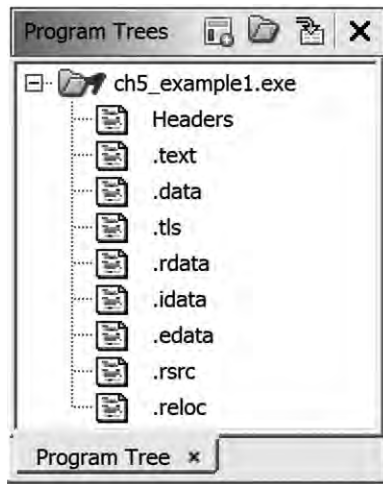 Program Trees
ch5_example1.exe
Headers
.text
.data
.tls
.rdata
.idata
.edata
.rsrc
.reloc
Program Tree ×